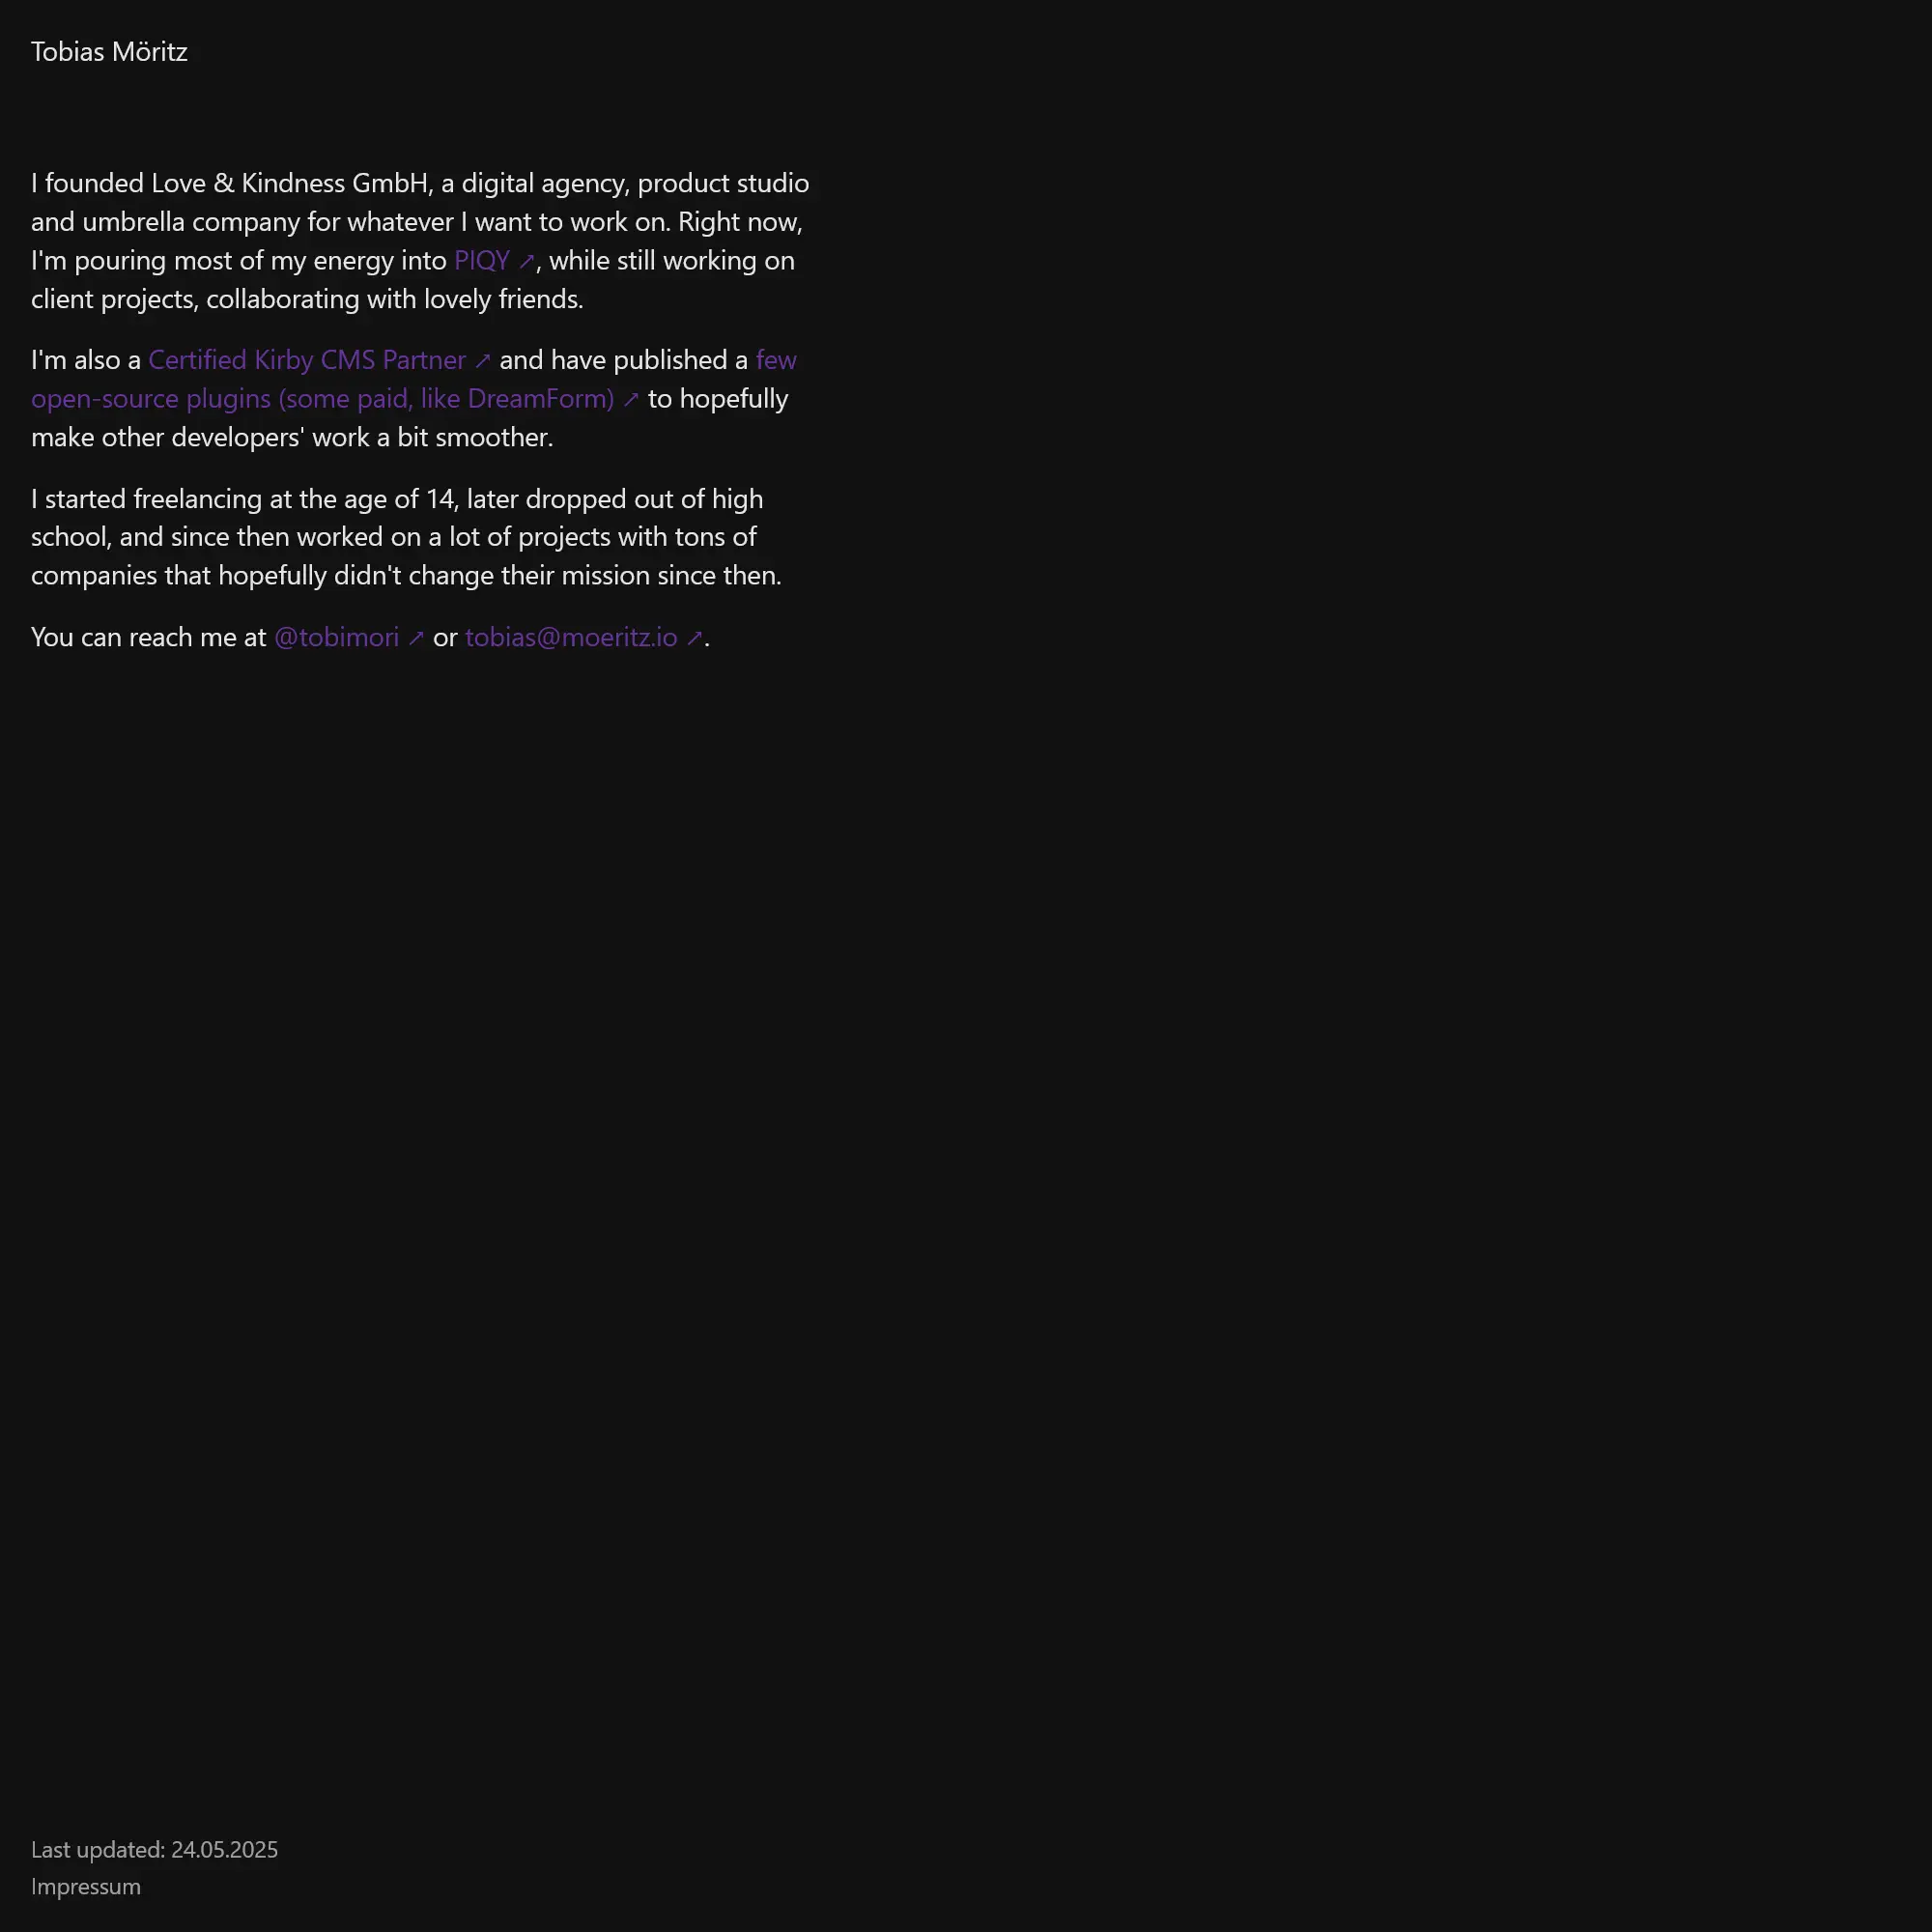 Tobias Möritz
I founded Love & Kindness GmbH, a digital agency, product studio
and umbrella company for whatever I want to work on. Right now,
I'm pouring most of my energy into PIQY ↗, while still working on
client projects, collaborating with lovely friends.
I'm also a Certified Kirby CMS Partner ↗ and have published a few
open-source plugins (some paid, like DreamForm) ↗ to hopefully
make other developers' work a bit smoother.
I started freelancing at the age of 14, later dropped out of high
school, and since then worked on a lot of projects with tons of
companies that hopefully didn't change their mission since then.
You can reach me at @tobimori ↗ or tobias@moeritz.io ↗.
Last updated: 24.05.2025
Impressum